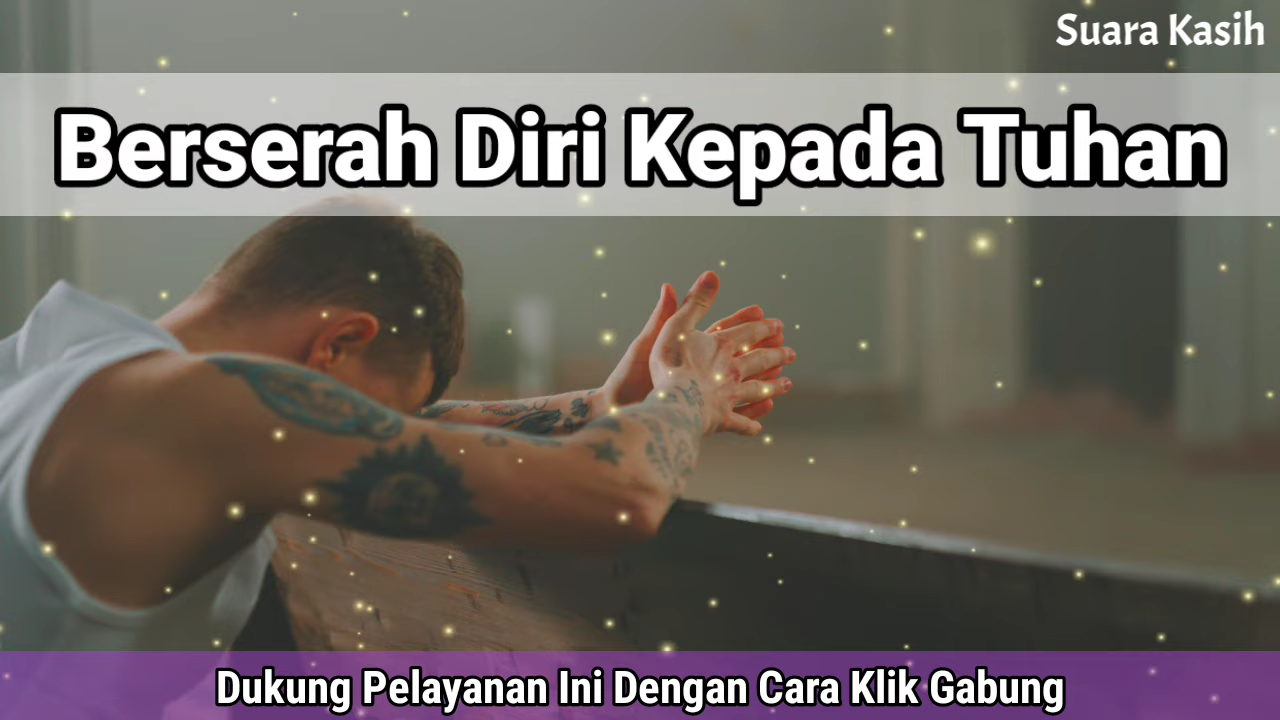 Suara Kasih
Berserah Diri Kepada Tuhan
Dukung Pelayanan Ini Dengan Cara Klik Gabung